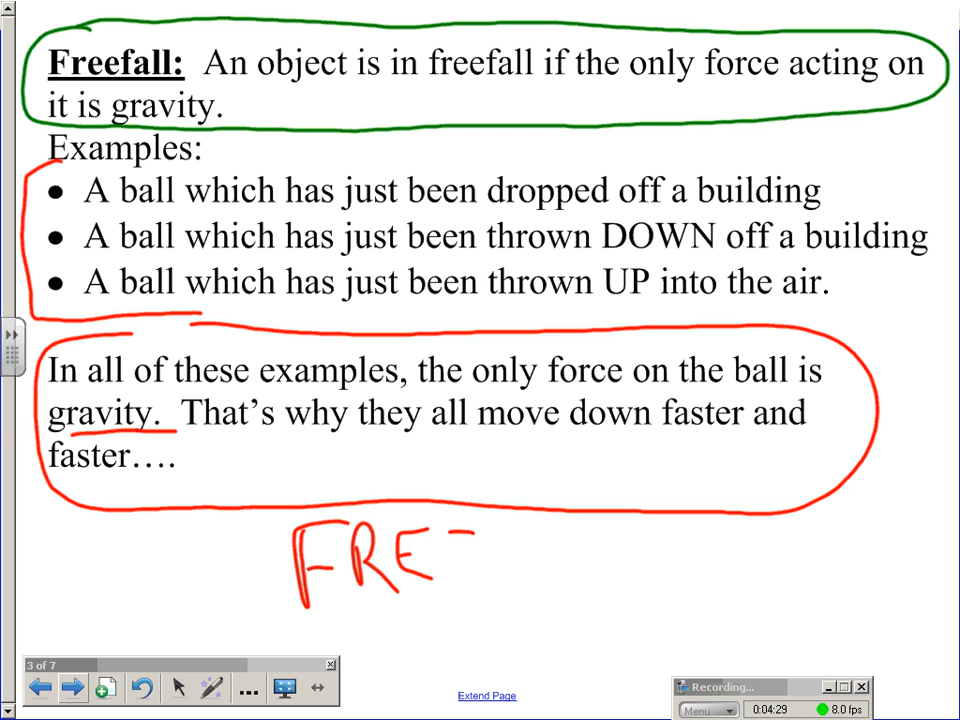 Freefall: An object is in freefall if the only force acting on
it is gravity.
Examples:
• A ball which has just been dropped off a building
• A ball which has just been thrown DOWN off a building
• A ball which has just been thrown UP into the air.
In all of these examples, the only force on the ball is
gravity. That's why they all move down faster and
faster….
FRE
3 of 7
Extend Page
Recording...
Menu
0:04:29
8.0 fps